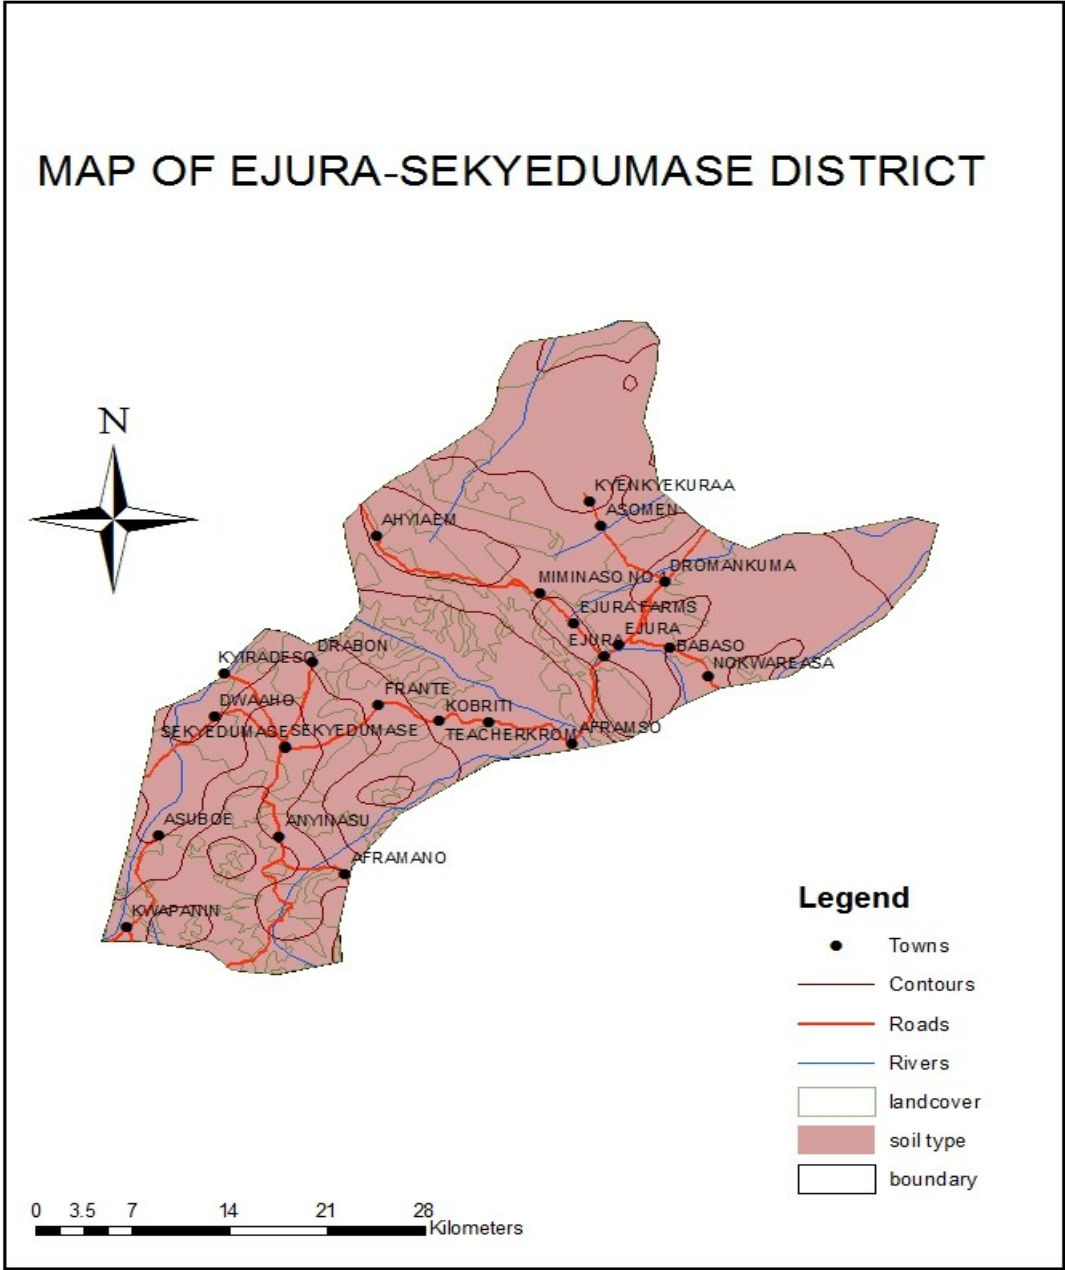 MAP OF EJURA-SEKYEDUMASE DISTRICT
N
KYENKYEKURAA
ASOMEN
AHYIAEM
DROMANKUMA
MIMINASO NO.1
EJURA FARMS
EJURA
EJURA
BABASO
NOKWAREASA
DRABON
KYIRADESO
FRANTE
DWAAHO
KOBRITI
SEKYEDUMASE
SEKYEDUMASE
TEACHERKROM
AFRAMSO
ASUBOE
ANYINASU
AFRAMANO
KWAPANIN
Legend
Towns
Contours
Roads
Rivers
landcover
soil type
boundary
0 3.5 7 14 21 28
Kilometers